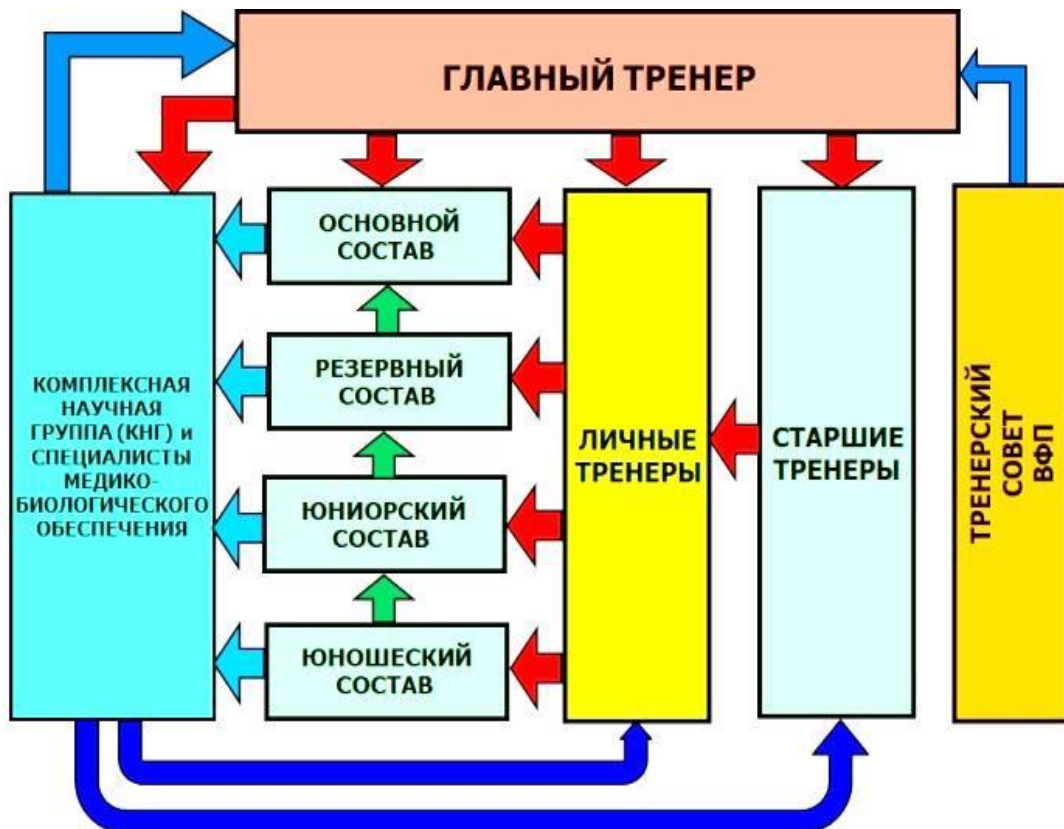 ГЛАВНЫЙ ТРЕНЕР
КОМПЛЕКСНАЯ
НАУЧНАЯ
ГРУППА (КНГ) и
СПЕЦИАЛИСТЫ
МЕДИКО-
БИОЛОГИЧЕСКОГО
ОБЕСПЕЧЕНИЯ
ОСНОВНОЙ
СОСТАВ
РЕЗЕРВНЫЙ
СОСТАВ
ЮНИОРСКИЙ
СОСТАВ
ЮНОШЕСКИЙ
СОСТАВ
ЛИЧНЫЕ
ТРЕНЕРЫ
СТАРШИЕ
ТРЕНЕРЫ
ТРЕНЕРСКИЙ
СОВЕТ
ВФП